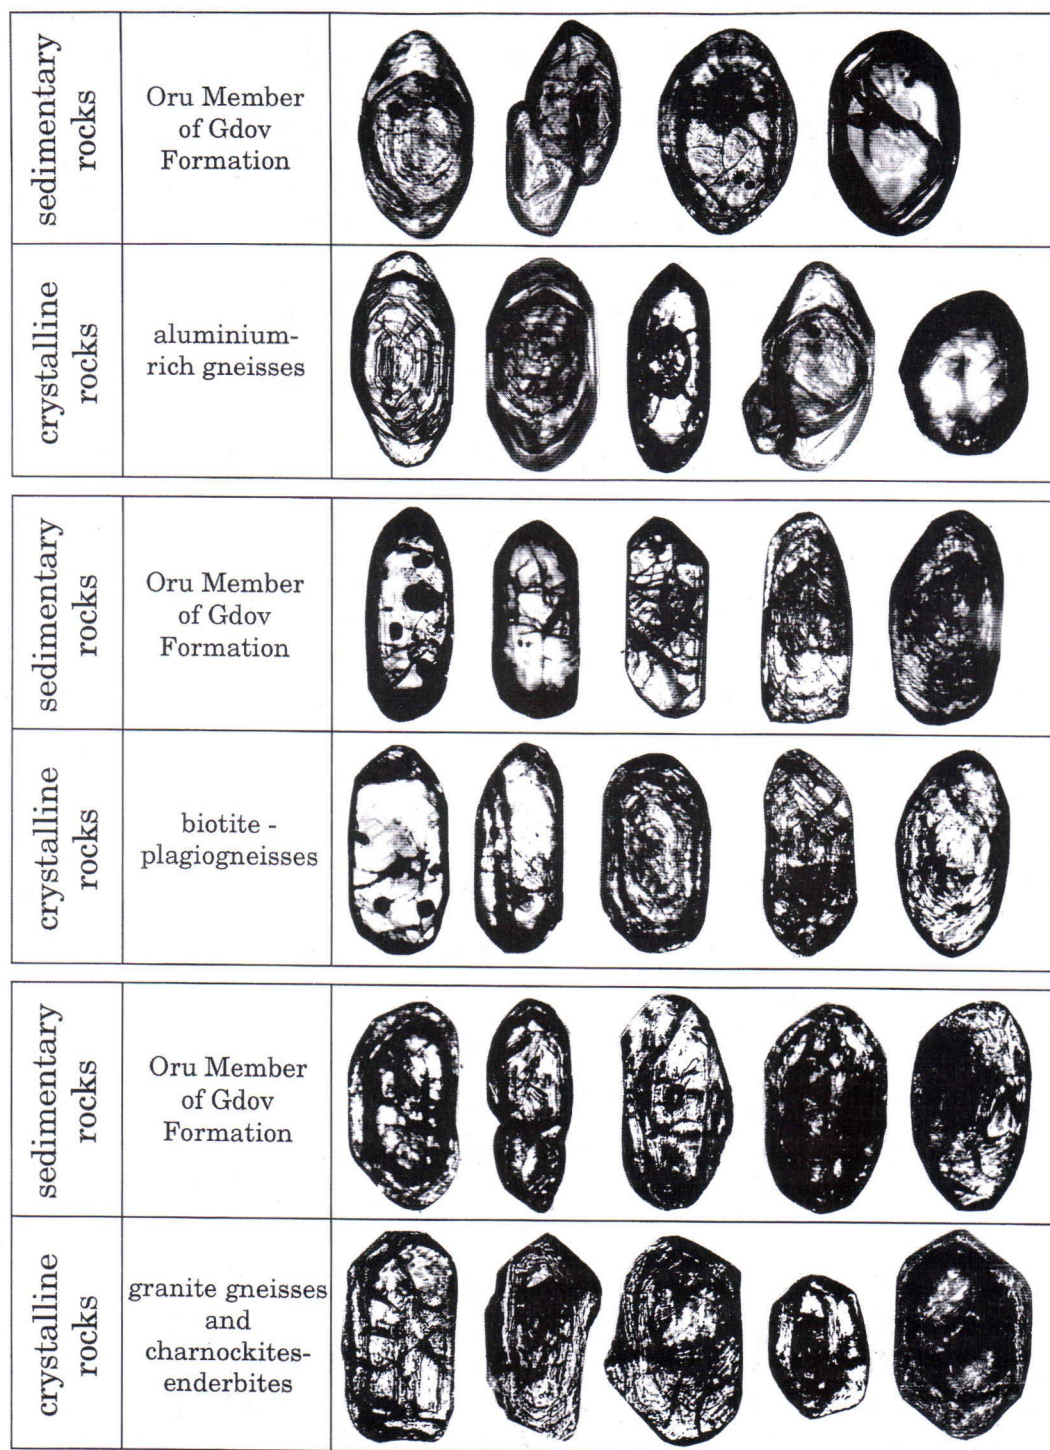 sedimentary
rocks
Oru Member
of Gdov
Formation
crystalline
rocks
aluminium-
rich gneisses
sedimentary
rocks
Oru Member
of Gdov
Formation
crystalline
rocks
biotite -
plagiogneisses
sedimentary
rocks
Oru Member
of Gdov
Formation
crystalline
rocks
granite gneisses
and
charnockites-
enderbites